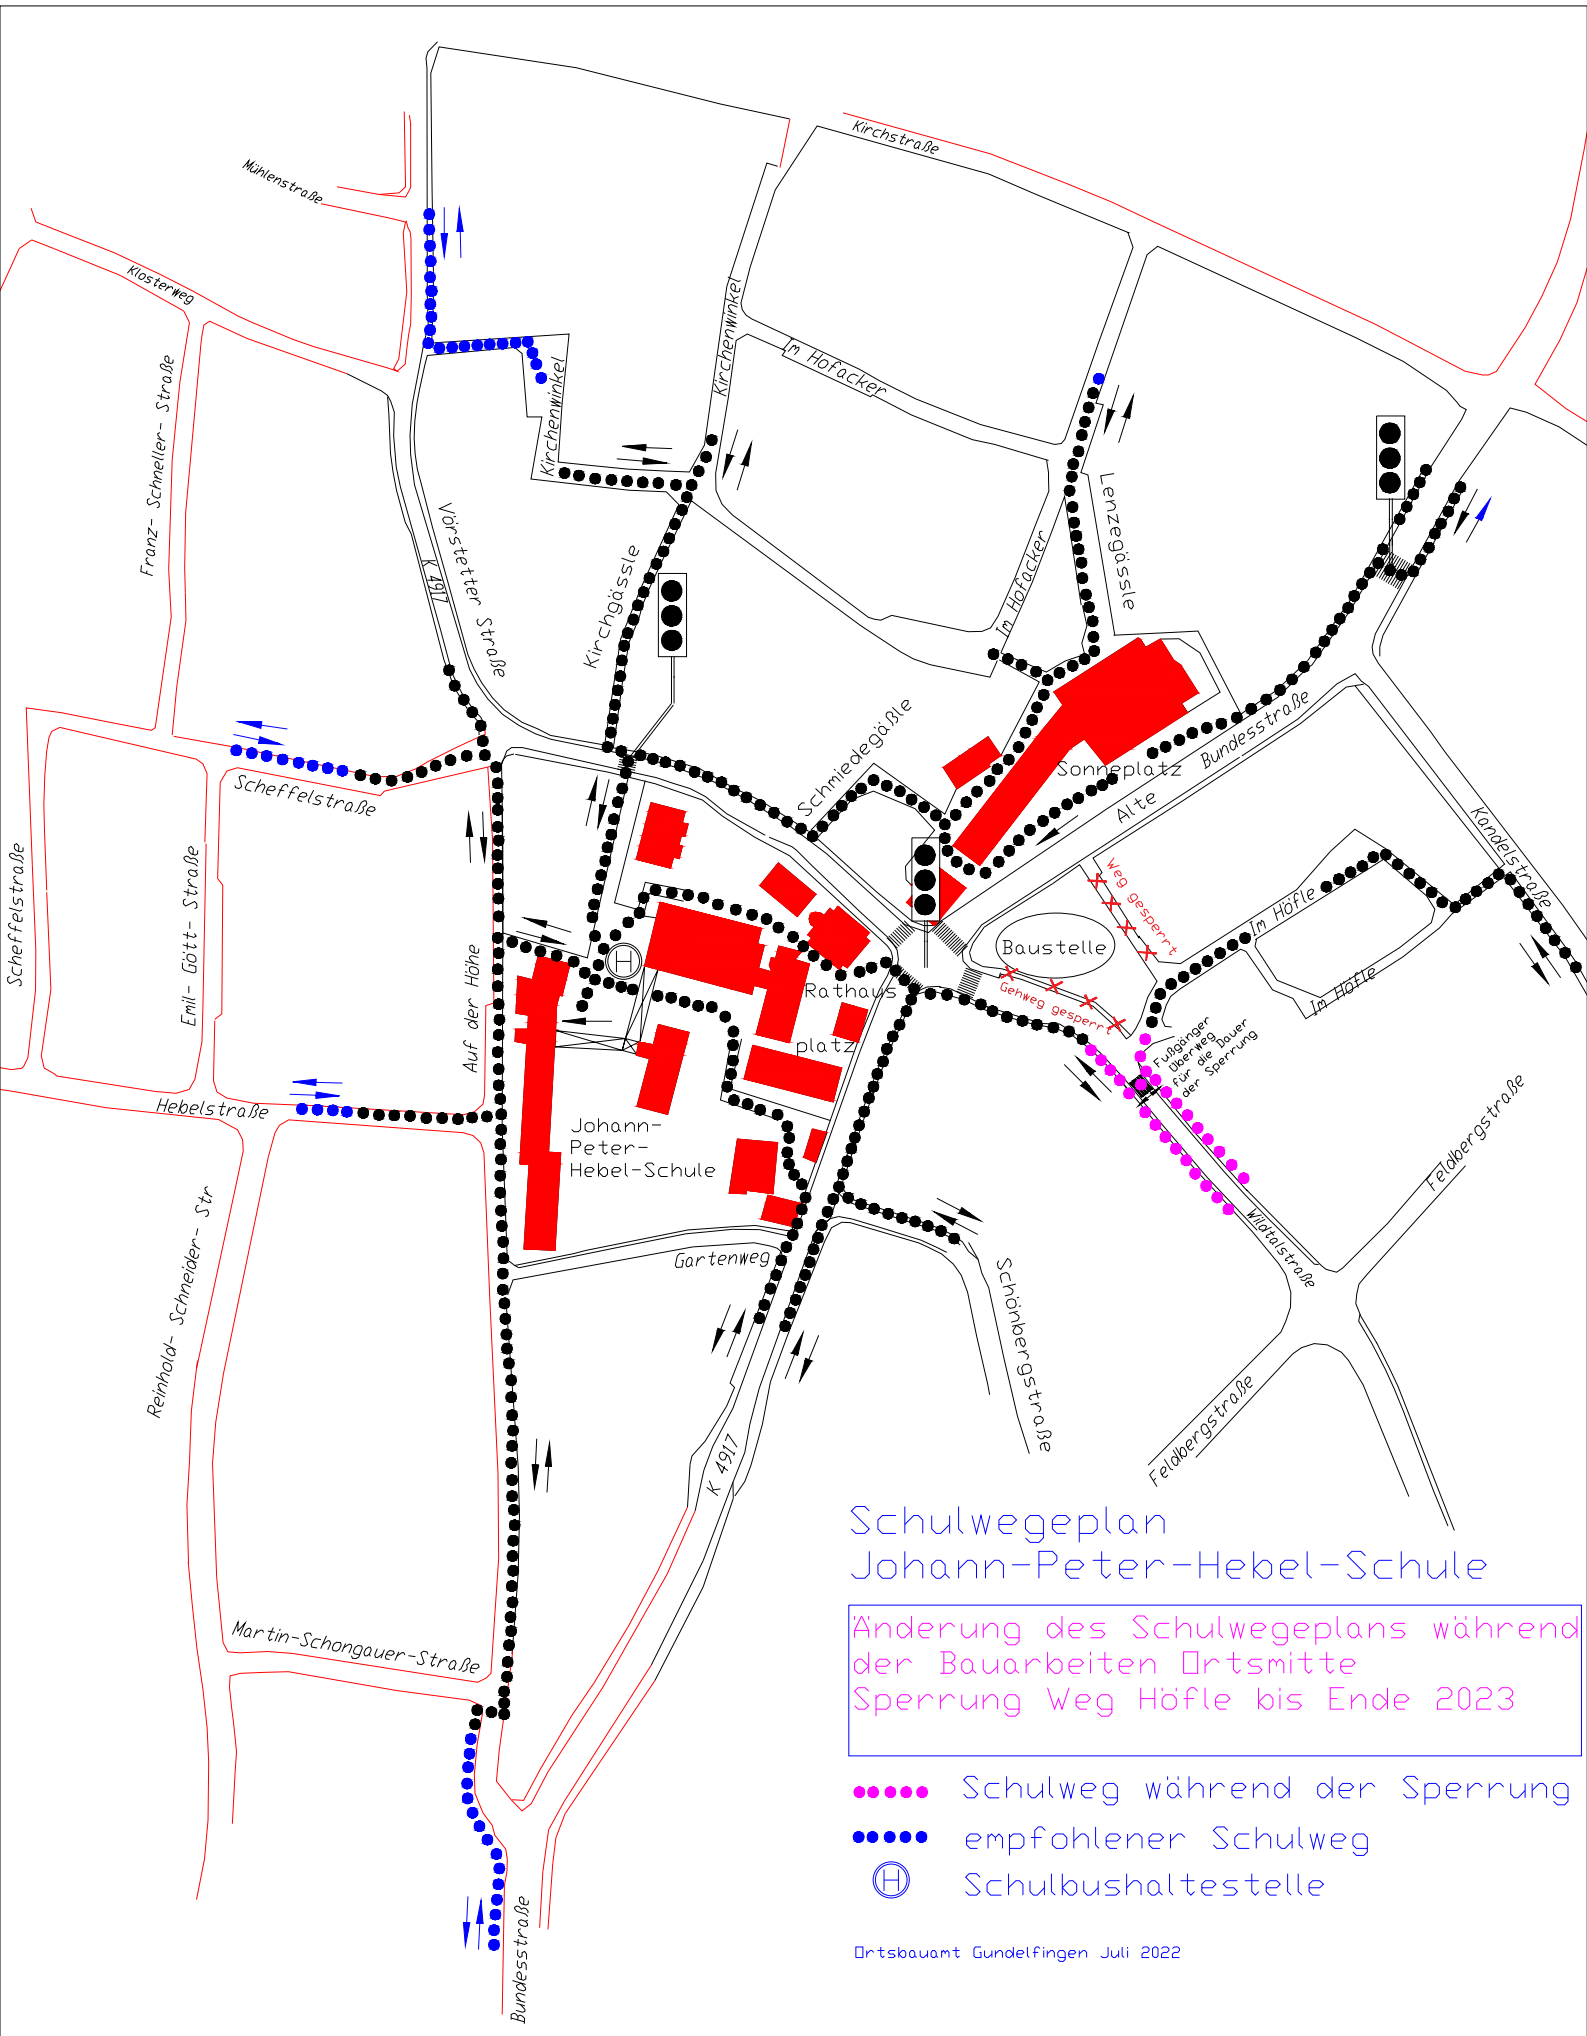 Kirchstraße
Mühlenstraße
Klosterweg
Kirchenwinkel
Im Hofacker
Franz- Schneller- Straße
Kirchenwinkel
Vörstetter Straße
K 4917
Lenzegässle
Im Hofacker
Kirchgässle
Schmiedegäßle
Bundesstraße
Sonneplatz
Alte
Scheffelstraße
Scheffelstraße
Emil- Gött- Straße
Kandelstraße
Weg gesperrt
Im Höfle
Baustelle
Auf der Höhe
H
Rathaus
platz
Gehweg gesperrt
Im Höfle
Fußgänger
Überweg
für die Dauer
der Sperrung
Hebelstraße
Johann-
Peter-
Hebel-Schule
Feldbergstraße
Reinhold- Schneider- Str
Wildtalstraße
Gartenweg
Schönbergstraße
Feldbergstraße
K 4917
Schulwegeplan
Johann-Peter-Hebel-Schule
Änderung des Schulwegeplans während
der Bauarbeiten Ortsmitte
Sperrung Weg Höfle bis Ende 2023
Martin-Schongauer-Straße
Schulweg während der Sperrung
empfohlener Schulweg
H Schulbushaltestelle
Bundesstraße
Ortsbauamt Gundelfingen Juli 2022